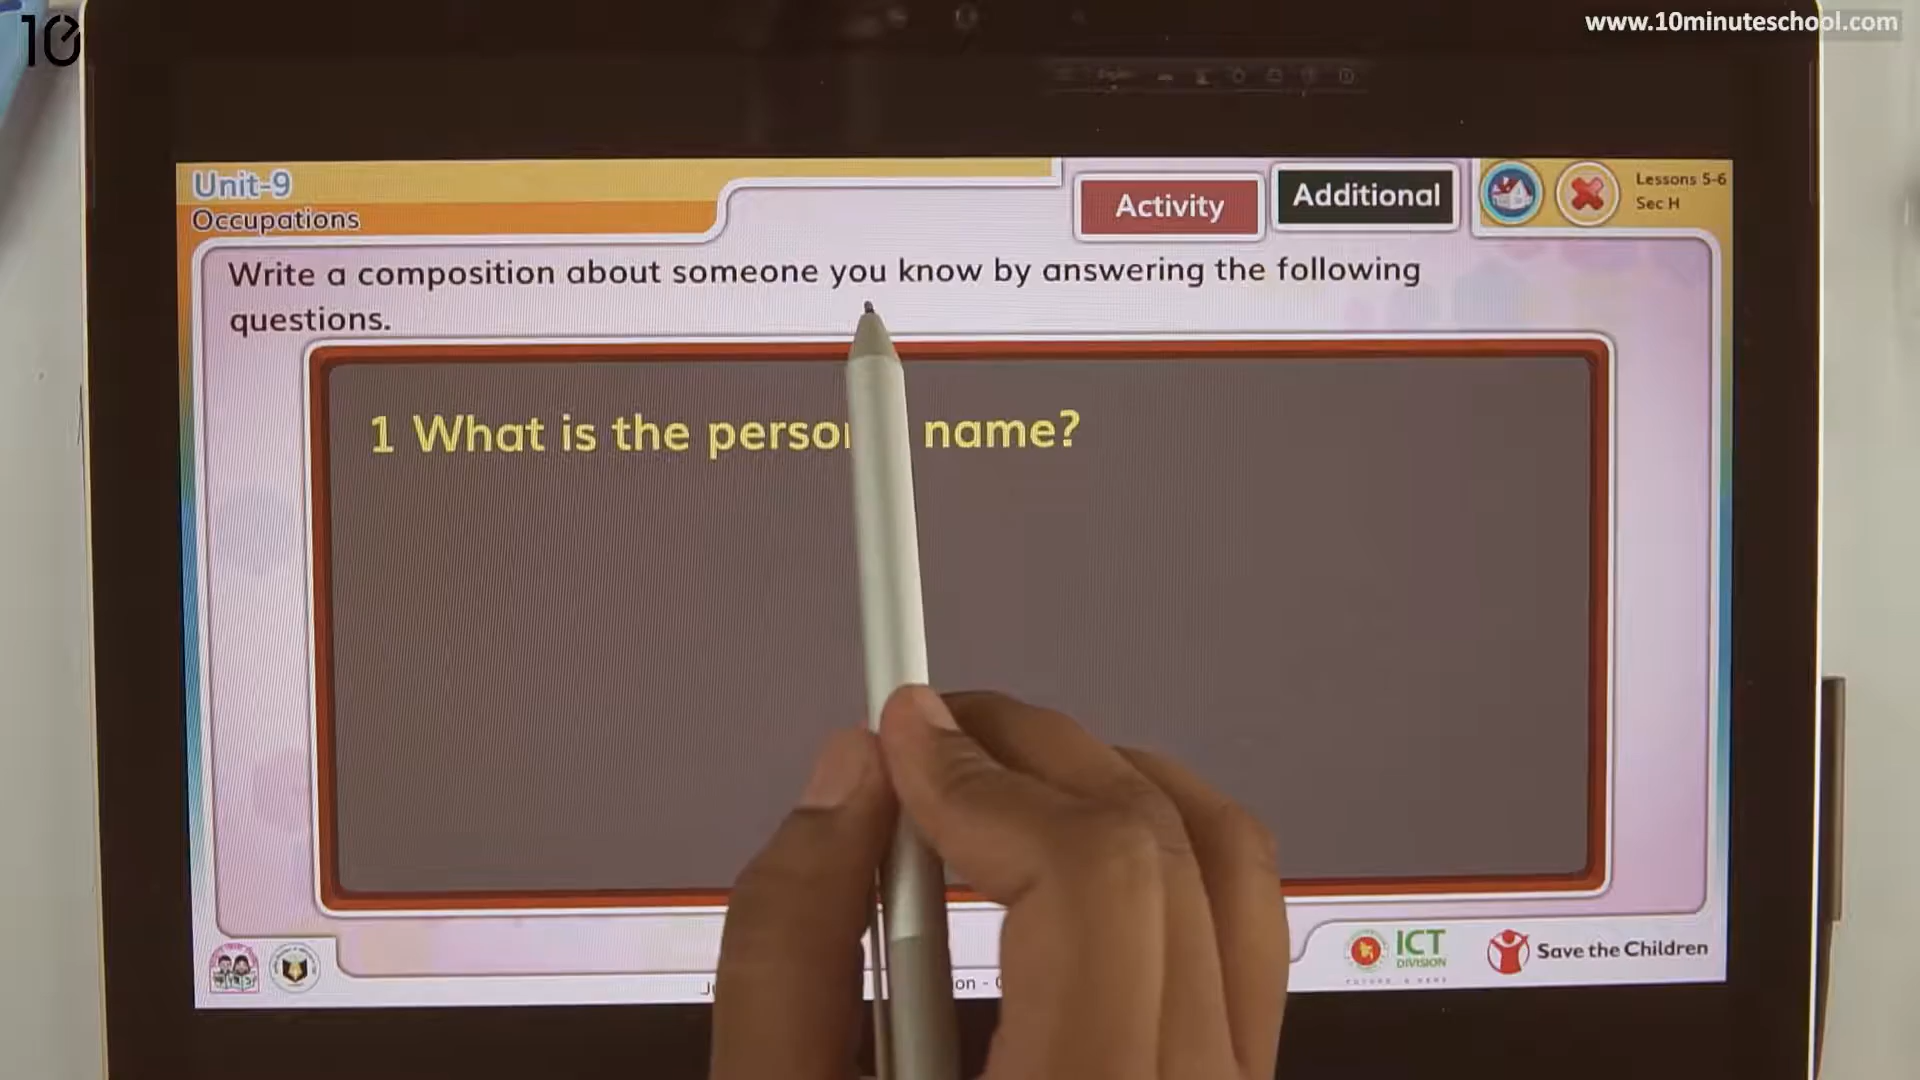 10
www.10minuteschool.com
Unit-9
Occupations
Activity
Additional
Lessons 5-6
Sec H
Write a composition about someone you know by answering the following
questions.
1 What is the name?
ICT
DIVISION
Save the Children